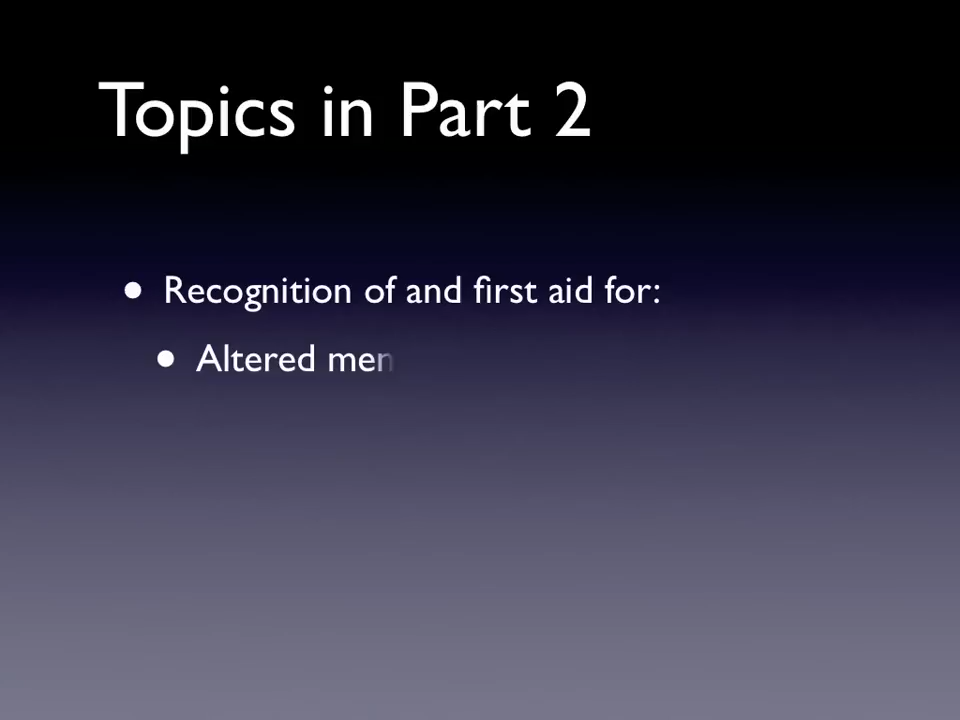 Topics in Part 2
• Recognition of and first aid for:
• Altered men